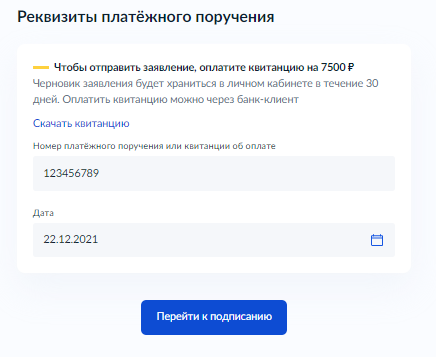 Реквизиты платёжного поручения
Чтобы отправить заявление, оплатите квитанцию на 7500 ₽
Черновик заявления будет храниться в личном кабинете в течение 30
дней. Оплатить квитанцию можно через банк-клиент
Скачать квитанцию
Номер платёжного поручения или квитанции об оплате
123456789
Дата
22.12.2021
Перейти к подписанию